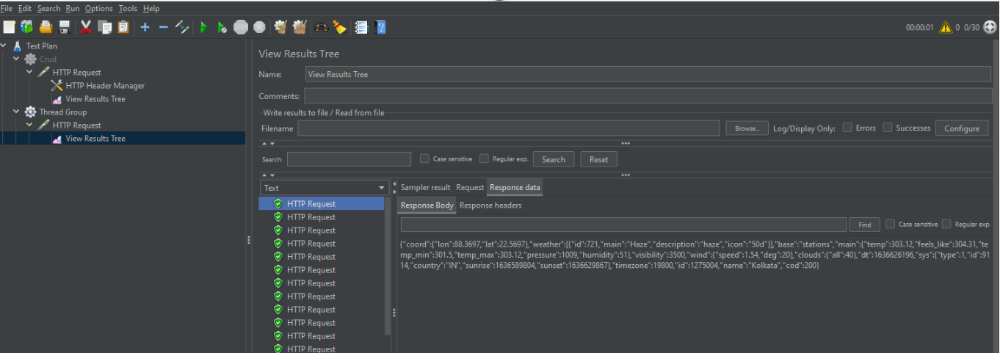 File Edit Search Run Options Tools Help
00:00:01 0 0/30
Test Plan
Crud
HTTP Request
HTTP Header Manager
View Results Tree
Thread Group
HTTP Request
View Results Tree
View Results Tree
Name: View Results Tree
Comments:
Write results to file / Read from file
Filename Browse... Log/Display Only: Errors Successes Configure
Search: Case sensitive Regular exp. Search Reset
Text
HTTP Request
HTTP Request
HTTP Request
HTTP Request
HTTP Request
HTTP Request
HTTP Request
HTTP Request
HTTP Request
HTTP Request
HTTP Request
HTTP Request
Sampler result Request Response data
Response Body Response headers
Find Case sensitive Regular exp.
{"coord":{"lon":88.3697,"lat":22.5697},"weather":[{"id":721,"main":"Haze","description":"haze","icon":"50d"}],"base":"stations","main":{"temp":303.12,"feels_like":304.31,"te
mp_min":301.5,"temp_max":303.12,"pressure":1009,"humidity":51},"visibility":3500,"wind":{"speed":1.54,"deg":20},"clouds":{"all":40},"dt":1636626196,"sys":{"type":1,"id":91
14,"country":"IN","sunrise":1636589804,"sunset":1636629867},"timezone":19800,"id":1275004,"name":"Kolkata","cod":200}